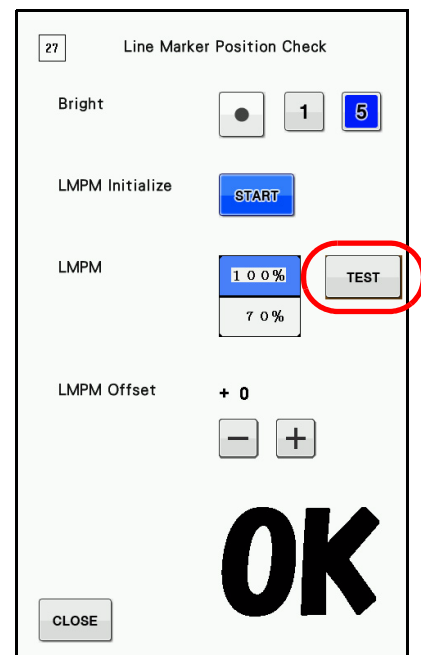 27 Line Marker Position Check
Bright ● 1 5
LMPM Initialize START
LMPM 100% TEST
70%
LMPM Offset + 0
− +
OK
CLOSE